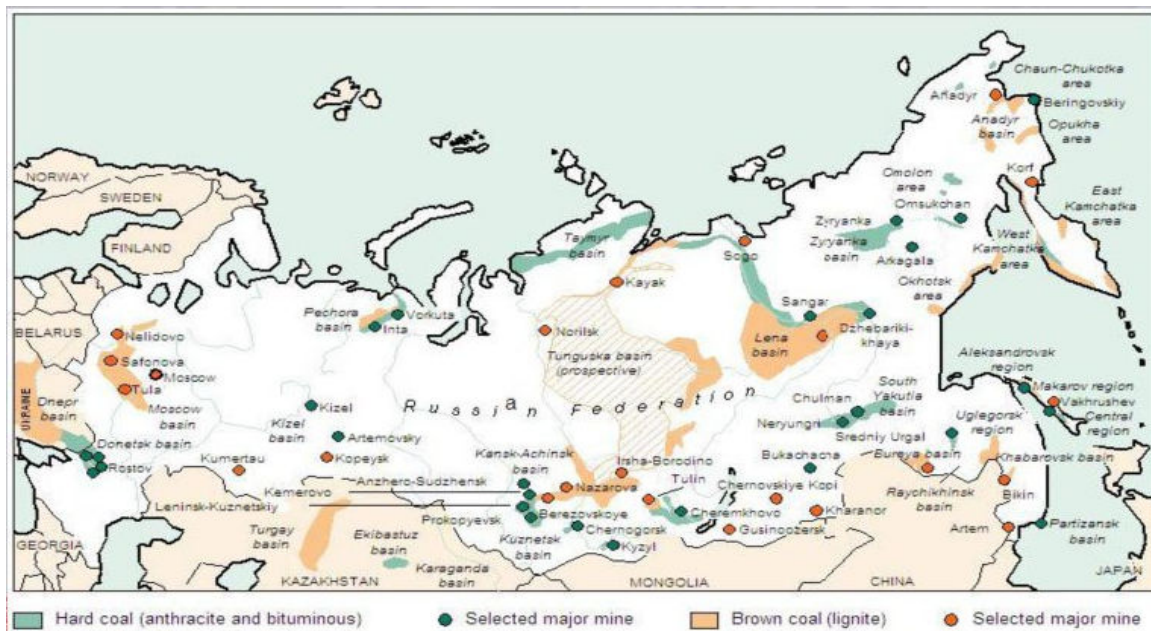 Chaun-Chukotka
area
Anadyr
Beringovskiy
Anadyr
basin
Opukha
area
NORWAY
SWEDEN
FINLAND
Omolon
area
Korf
Omsukchan
East
Kamchatka
area
Taymyr
basin
Zyryanka
Zyryanka
basin
West
Kamchatka
area
Sogo
Arkagala
Kayak
Okhotsk
area
Pechora
basin
Vorkuta
Inta
Sangar
BELARUS
Nelidovo
Norilsk
Lena
basin
Dzhebariki-
khaya
Safonova
Tunguska basin
(prospective)
Aleksandrovsk
region
Moscow
Tula
UKRAINE
Dnepr
basin
Moscow
basin
Kizel
Russian Federation
Chulman
South
Yakutia
basin
Makarov region
Vakhrushev
Central
region
Kizel
basin
Artemovsky
Neryungri
Uglegorsk
region
Donetsk basin
Sredniy Urgal
Rostov
Kumertau
Kopeysk
Kansk-Achinsk
basin
Irsha-Borodino
Bukachacha
Bureya basin
Khabarovsk basin
Anzhero-Sudzhensk
Tulin
Kemerovo
Nazarova
Chernovskiye Kopi
Raychikhinsk
basin
Bikin
Leninsk-Kuznetskiy
Berezovskoye
Cheremkhovo
Kharanor
Prokopyevsk
Chernogorsk
Gusinoozersk
Artem
Partizansk
basin
Turgay
basin
Ekibastuz
basin
Kuznetsk
basin
Kyzyl
GEORGIA
Karaganda
basin
KAZAKHSTAN
MONGOLIA
CHINA
JAPAN
Hard coal (anthracite and bituminous) Selected major mine Brown coal (lignite) Selected major mine